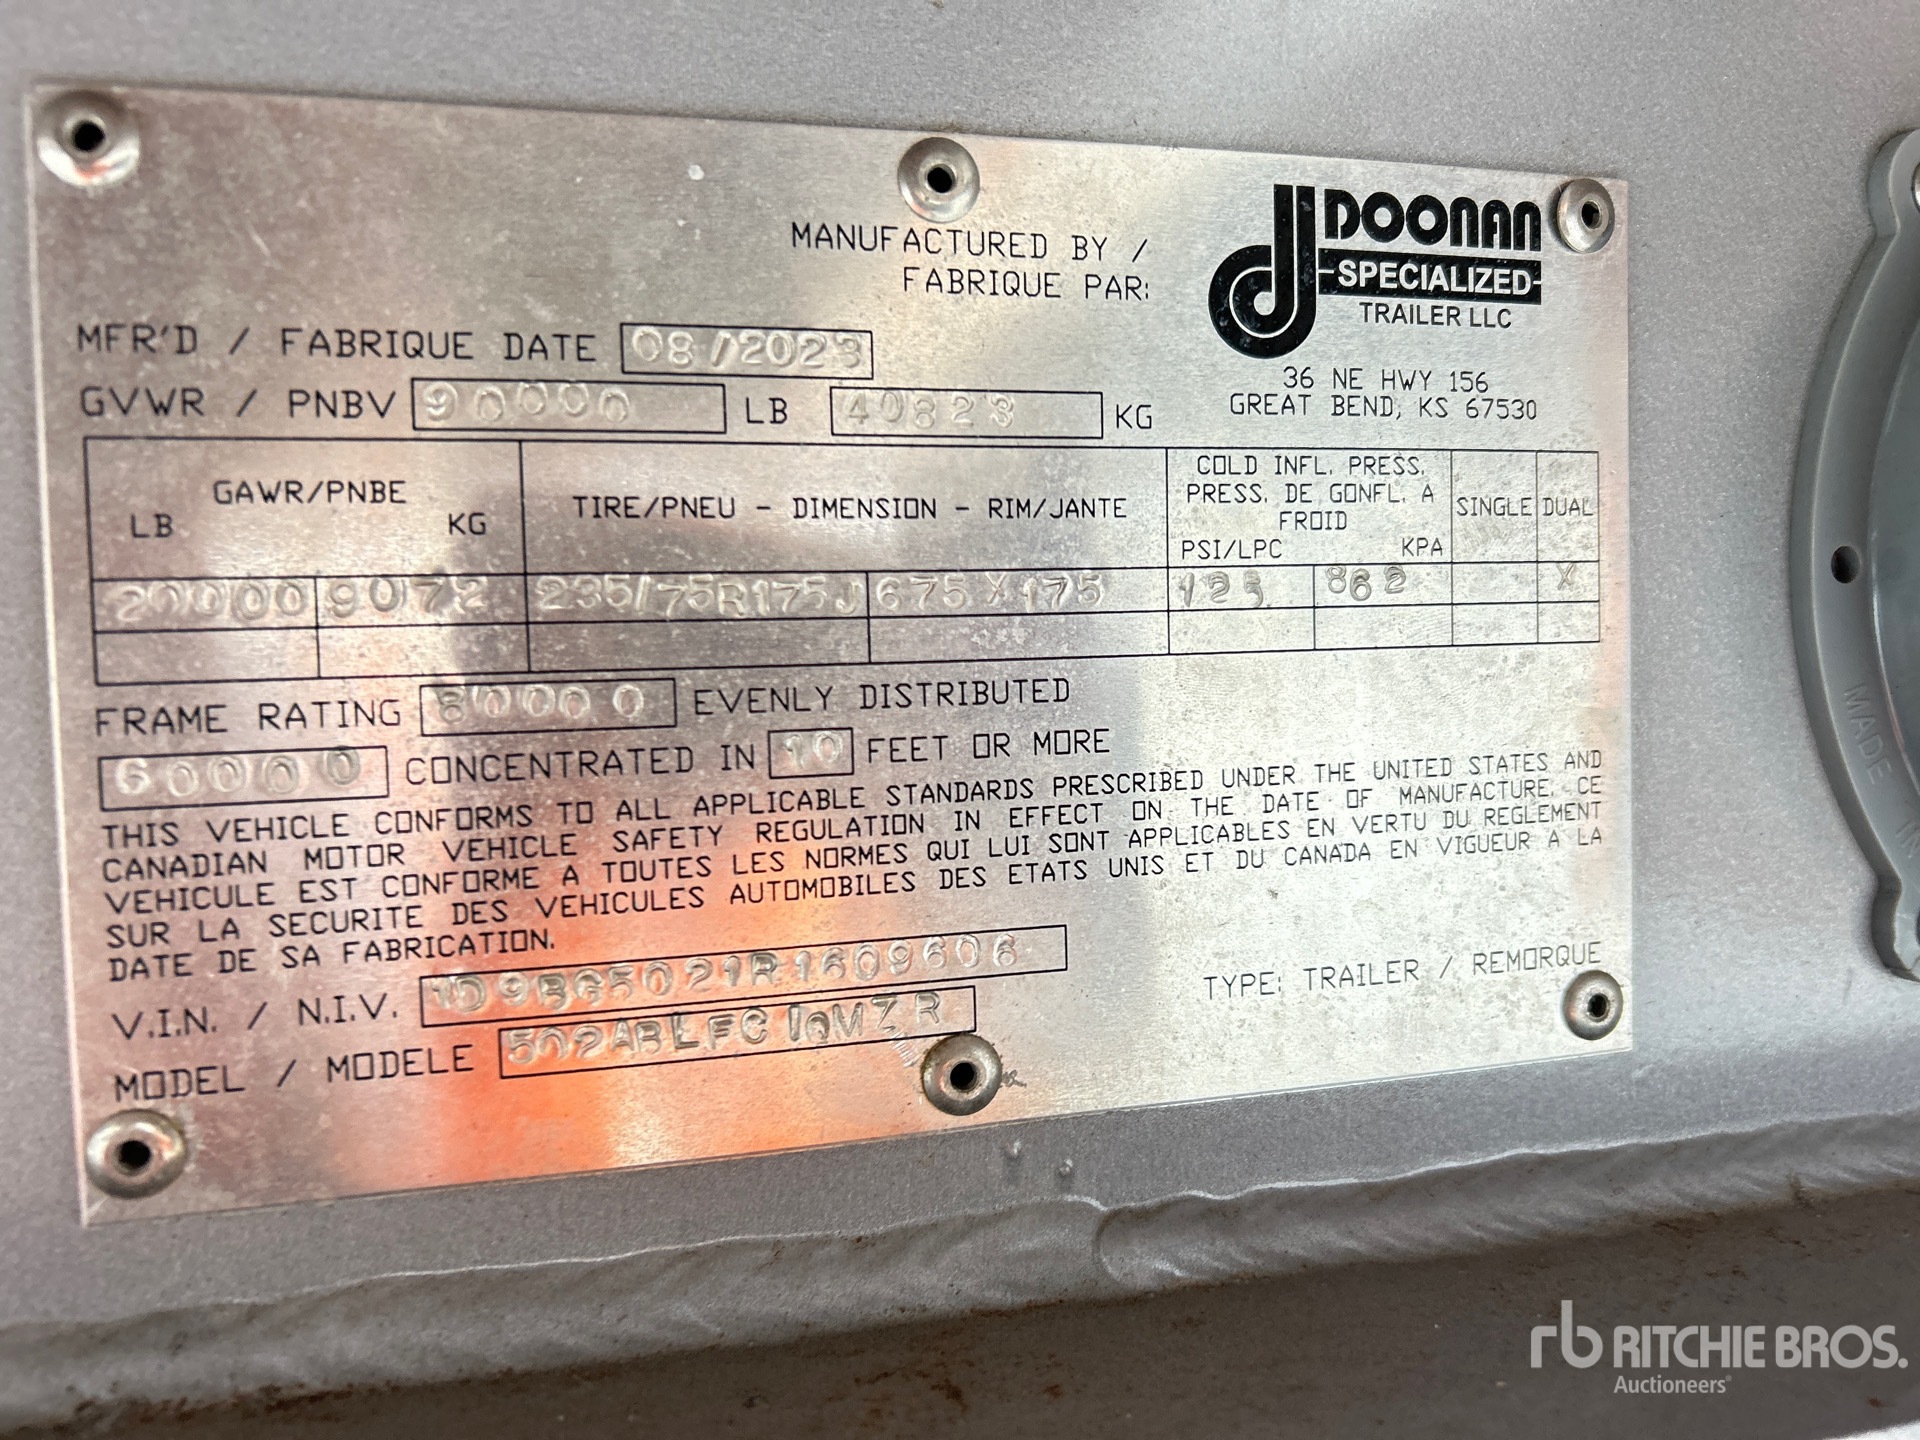 MANUFACTURED BY /
FABRIQUE PAR:
DOONAN
SPECIALIZED
TRAILER LLC
36 NE HWY 156
GREAT BEND, KS 67530
MFR'D / FABRIQUE DATE 08/2023
GVWR / PNBV 90000 LB 40823 KG
GAWR/PNBE
LB KG
TIRE/PNEU - DIMENSION - RIM/JANTE
COLD INFL. PRESS.
PRESS. DE GONFL. A
FROID
PSI/LPC KPA
SINGLE DUAL
20000 9072 235/75R175J 675 X 175 125 862 X
FRAME RATING 80000 EVENLY DISTRIBUTED
60000 CONCENTRATED IN 10 FEET OR MORE
THIS VEHICLE CONFORMS TO ALL APPLICABLE STANDARDS PRESCRIBED UNDER THE UNITED STATES AND
CANADIAN MOTOR VEHICLE SAFETY REGULATION IN EFFECT ON THE DATE OF MANUFACTURE. CE
VEHICULE EST CONFORME A TOUTES LES NORMES QUI LUI SONT APPLICABLES EN VERTU DU REGLEMENT
SUR LA SECURITE DES VEHICULES AUTOMOBILES DES ETATS UNIS ET DU CANADA EN VIGUEUR A LA
DATE DE SA FABRICATION.
V.I.N. / N.I.V. 1D9BG5021R1609606
MODEL / MODELE 502ABLFC1QMZR
TYPE: TRAILER / REMORQUE
MADE IN
rb RITCHIE BROS.
Auctioneers